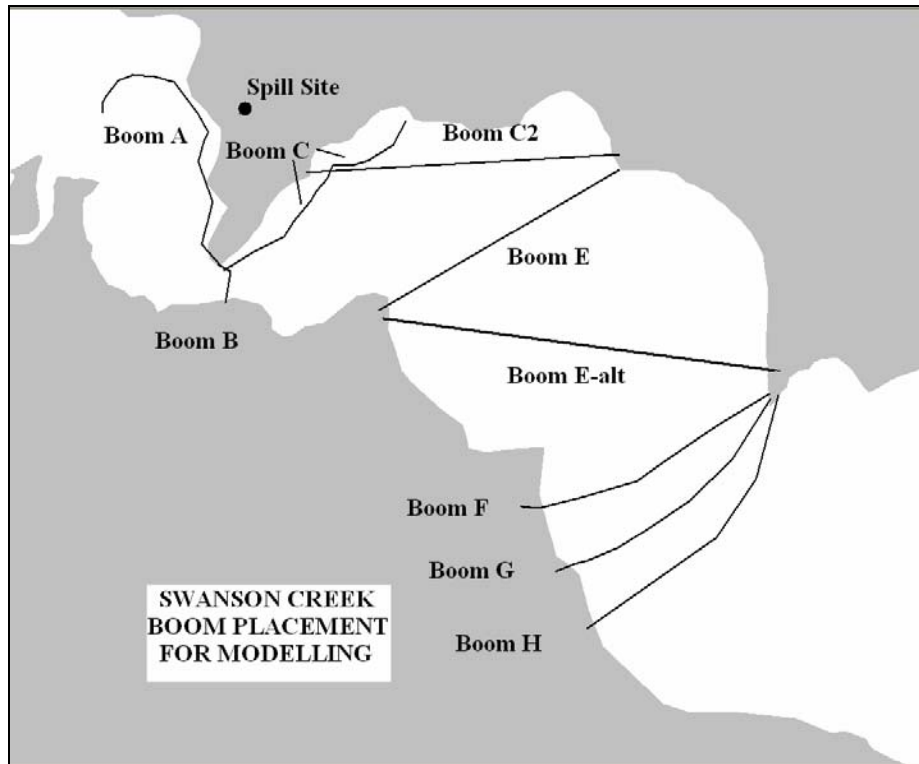 Spill Site
Boom A
Boom C
Boom C2
Boom E
Boom B
Boom E-alt
Boom F
Boom G
Boom H
SWANSON CREEK
BOOM PLACEMENT
FOR MODELLING